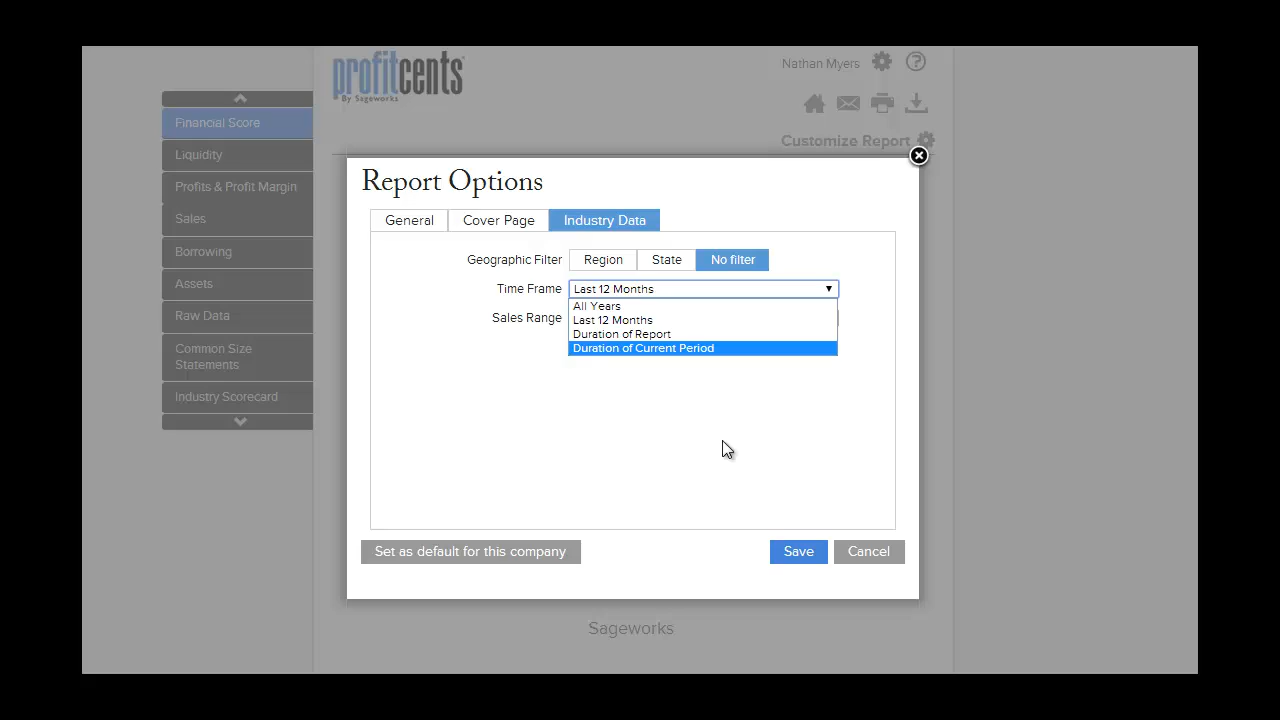 profitcents
By Sageworks
Nathan Myers
Customize Report
Financial Score
Liquidity
Profits & Profit Margin
Sales
Borrowing
Assets
Raw Data
Common Size
Statements
Industry Scorecard
Report Options
General
Cover Page
Industry Data
Geographic Filter
Region
State
No filter
Time Frame
Last 12 Months
All Years
Last 12 Months
Duration of Report
Duration of Current Period
Sales Range
Set as default for this company
Save
Cancel
Sageworks